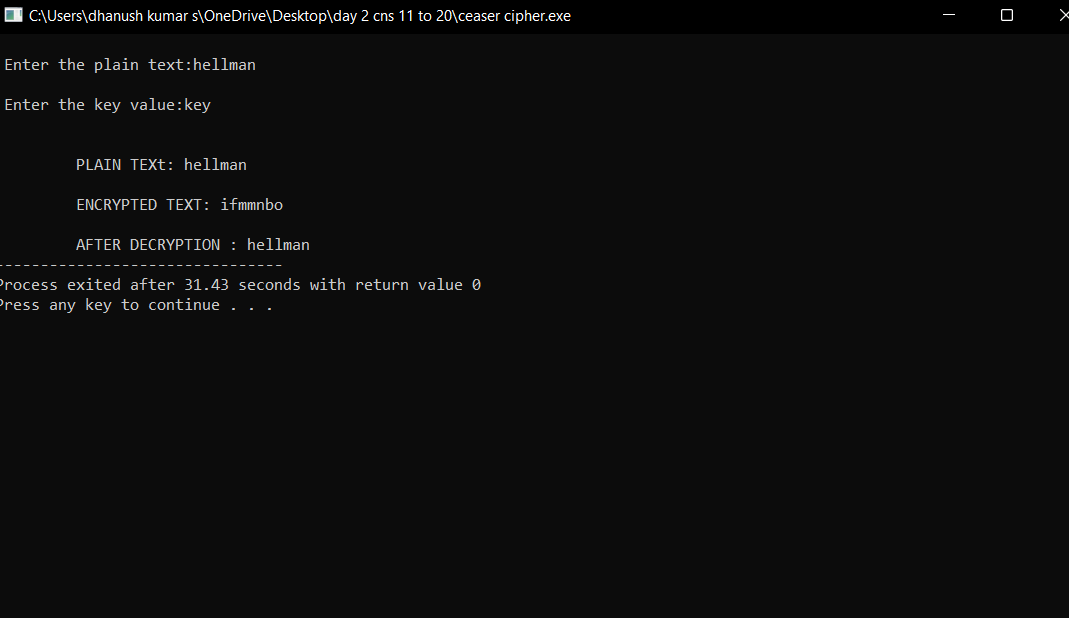 C:\Users\dhanush kumar s\OneDrive\Desktop\day 2 cns 11 to 20\ceaser cipher.exe
Enter the plain text:hellman
Enter the key value:key
PLAIN TEXt: hellman
ENCRYPTED TEXT: ifmmnbo
AFTER DECRYPTION : hellman
--------------------------------
Process exited after 31.43 seconds with return value 0
Press any key to continue . . .